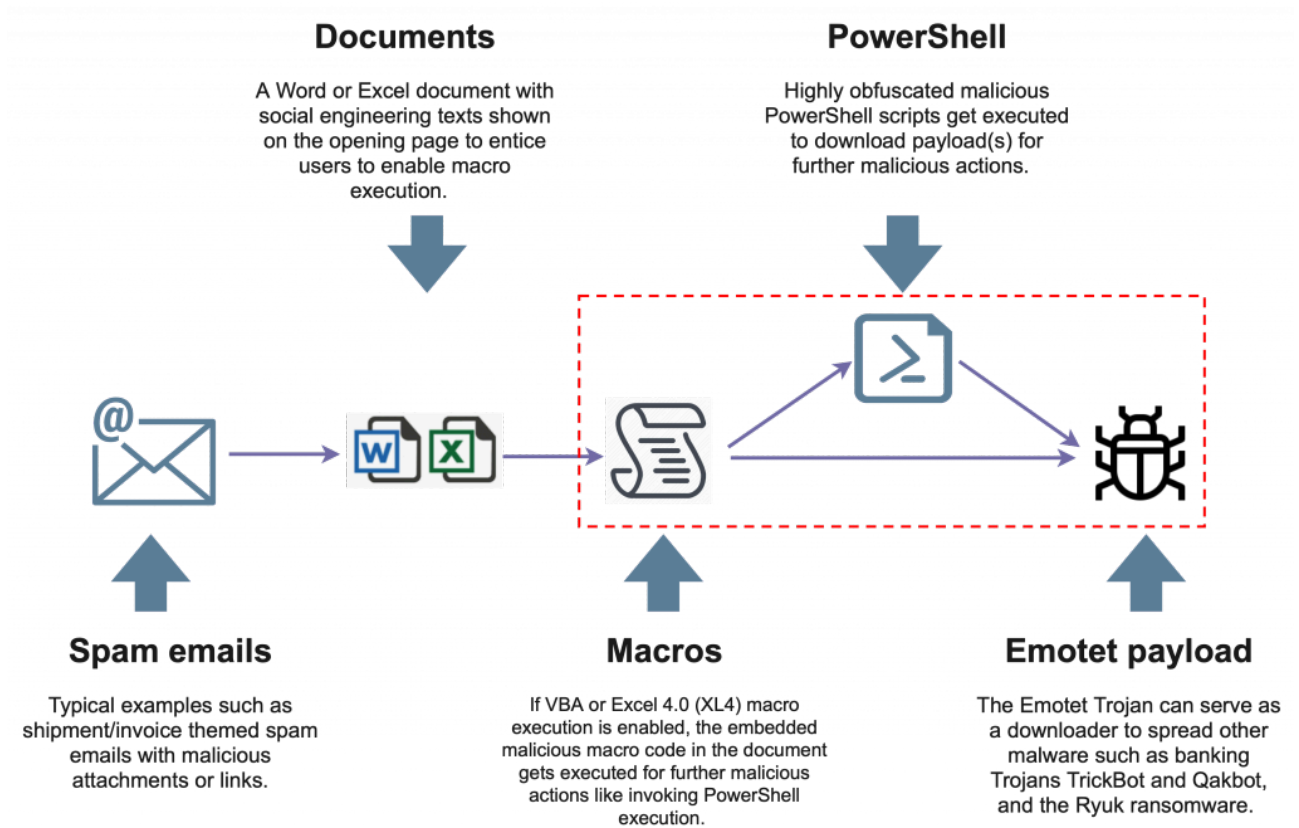 Documents
A Word or Excel document with
social engineering texts shown
on the opening page to entice
users to enable macro
execution.
PowerShell
Highly obfuscated malicious
PowerShell scripts get executed
to download payload(s) for
further malicious actions.
@
W
X
Spam emails
Typical examples such as
shipment/invoice themed spam
emails with malicious
attachments or links.
Macros
If VBA or Excel 4.0 (XL4) macro
execution is enabled, the embedded
malicious macro code in the document
gets executed for further malicious
actions like invoking PowerShell
execution.
Emotet payload
The Emotet Trojan can serve as
a downloader to spread other
malware such as banking
Trojans TrickBot and Qakbot,
and the Ryuk ransomware.